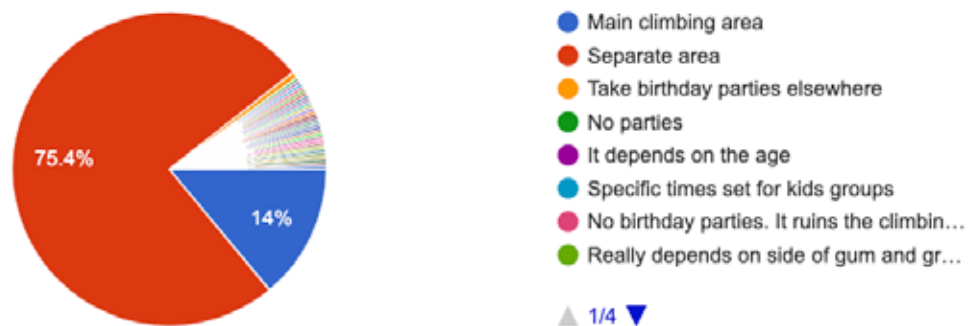 75.4%
14%
Main climbing area
Separate area
Take birthday parties elsewhere
No parties
It depends on the age
Specific times set for kids groups
No birthday parties. It ruins the climbin…
Really depends on side of gum and gr…
1/4